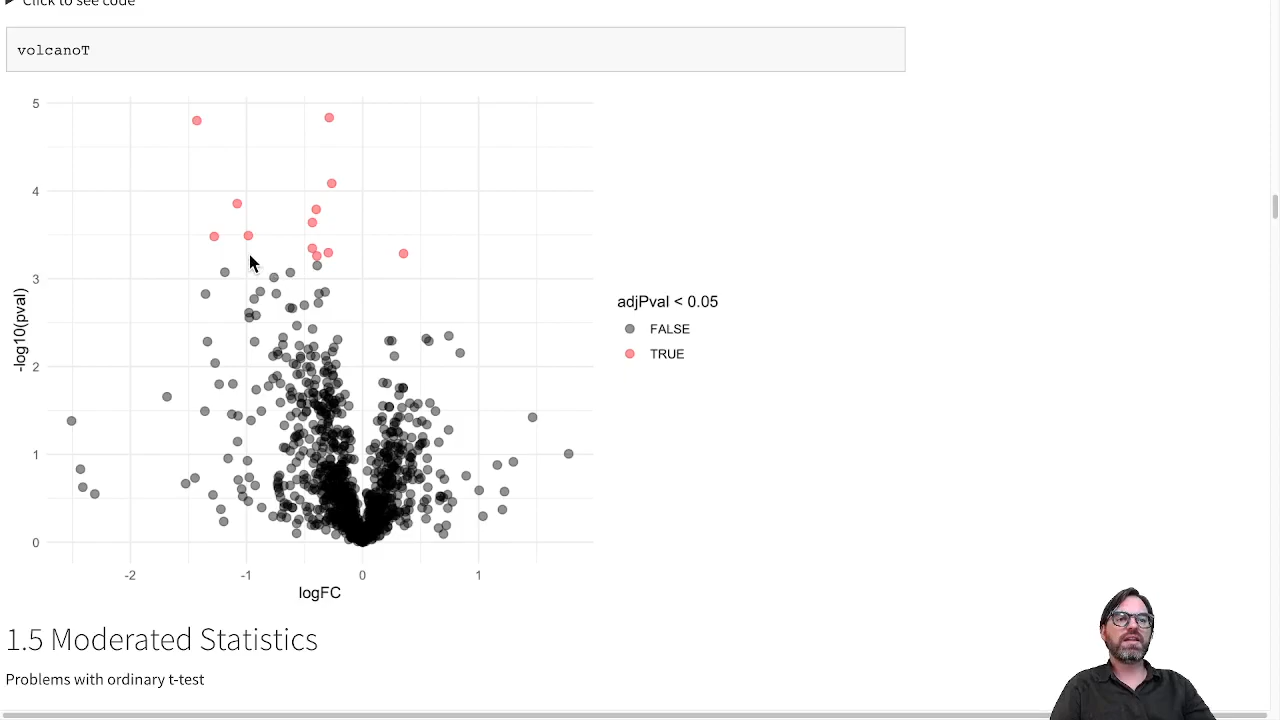 Click to see code
volcanoT
5
4
3
2
1
0
-log10(pval)
-2 -1 0 1
logFC
adjPval < 0.05
FALSE
TRUE
1.5 Moderated Statistics
Problems with ordinary t-test